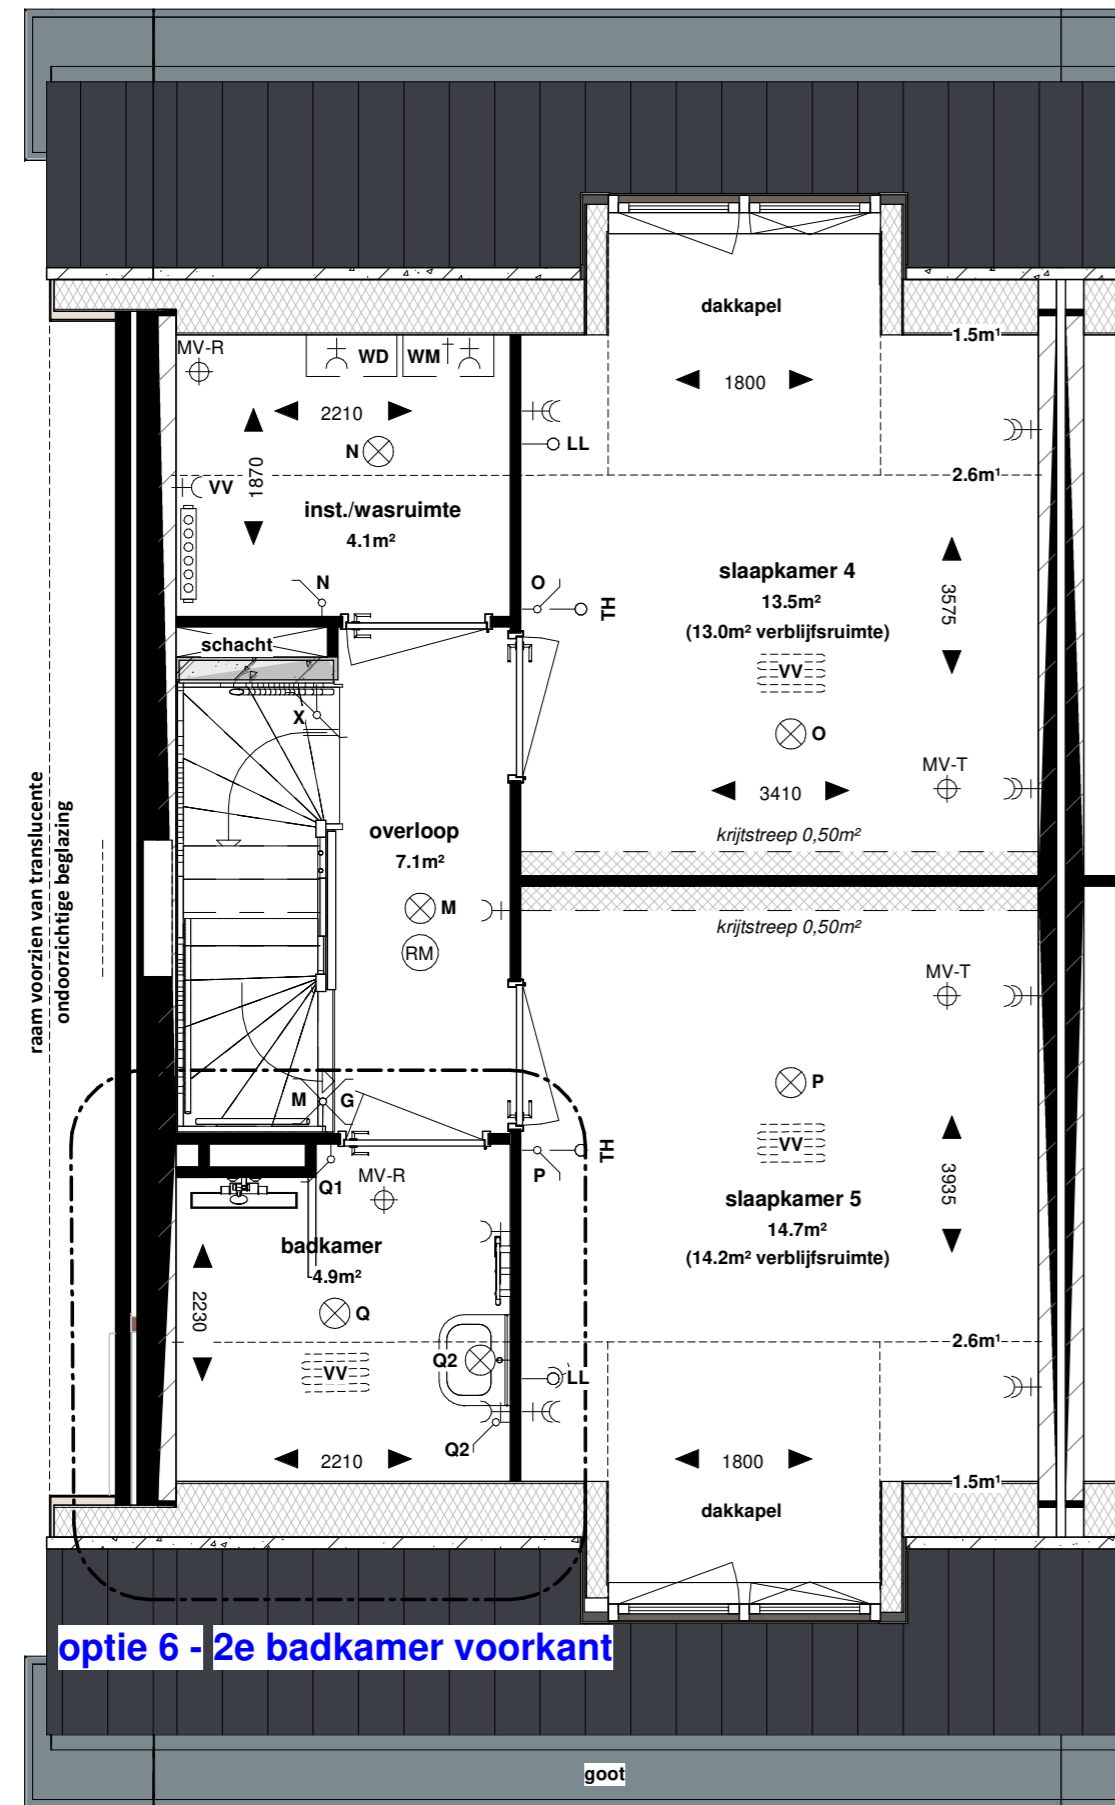 dakkapel
1.5m¹
MV-R
WD
WM
1800
2210
LL
N
2.6m¹
1870
VV
inst./wasruimte
4.1m²
slaapkamer 4
13.5m²
(13.0m² verblijfsruimte)
N
O
TH
3575
schacht
VV
X
O
MV-T
3410
raam voorzien van translucente
ondoorzichtige beglazing
overloop
7.1m²
krijtstreep 0,50m²
M
RM
krijtstreep 0,50m²
MV-T
P
M
G
VV
TH
P
Q1
MV-R
3935
slaapkamer 5
14.7m²
(14.2m² verblijfsruimte)
badkamer
4.9m²
2230
Q
2.6m¹
Q2
VV
LL
Q2
2210
1800
1.5m¹
dakkapel
optie 6 - 2e badkamer voorkant
goot